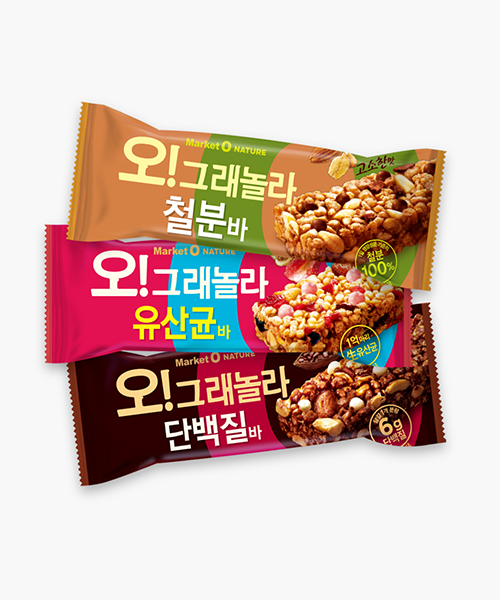 Market O NATURE
오!그래놀라
철분바
고소한맛
철분
100%
Market O NATURE
오!그래놀라
유산균바
1억마리
生유산균
Market O NATURE
오!그래놀라
단백질바
6g
단백질